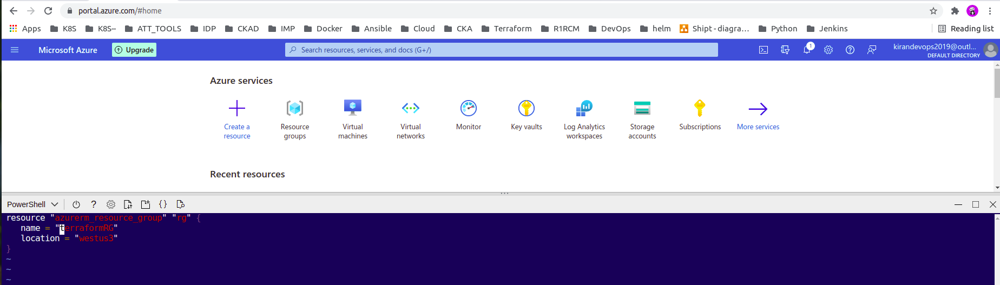 portal.azure.com/#home
Apps K8S K8S-- ATT_TOOLS IDP CKAD IMP Docker Ansible Cloud CKA Terraform R1RCM DevOps helm Shipt - diagra... Python Jenkins Reading list
Microsoft Azure Upgrade Search resources, services, and docs (G+/) 1 kirandevops2019@outl...
DEFAULT DIRECTORY
Azure services
Create a resource
Resource groups
Virtual machines
Virtual networks
Monitor
Key vaults
Log Analytics workspaces
Storage accounts
Subscriptions
More services
Recent resources
PowerShell ? {}
resource "azurerm_resource_group" "rg" {
name = "terraformRG"
location = "westus3"
}
~
~
~